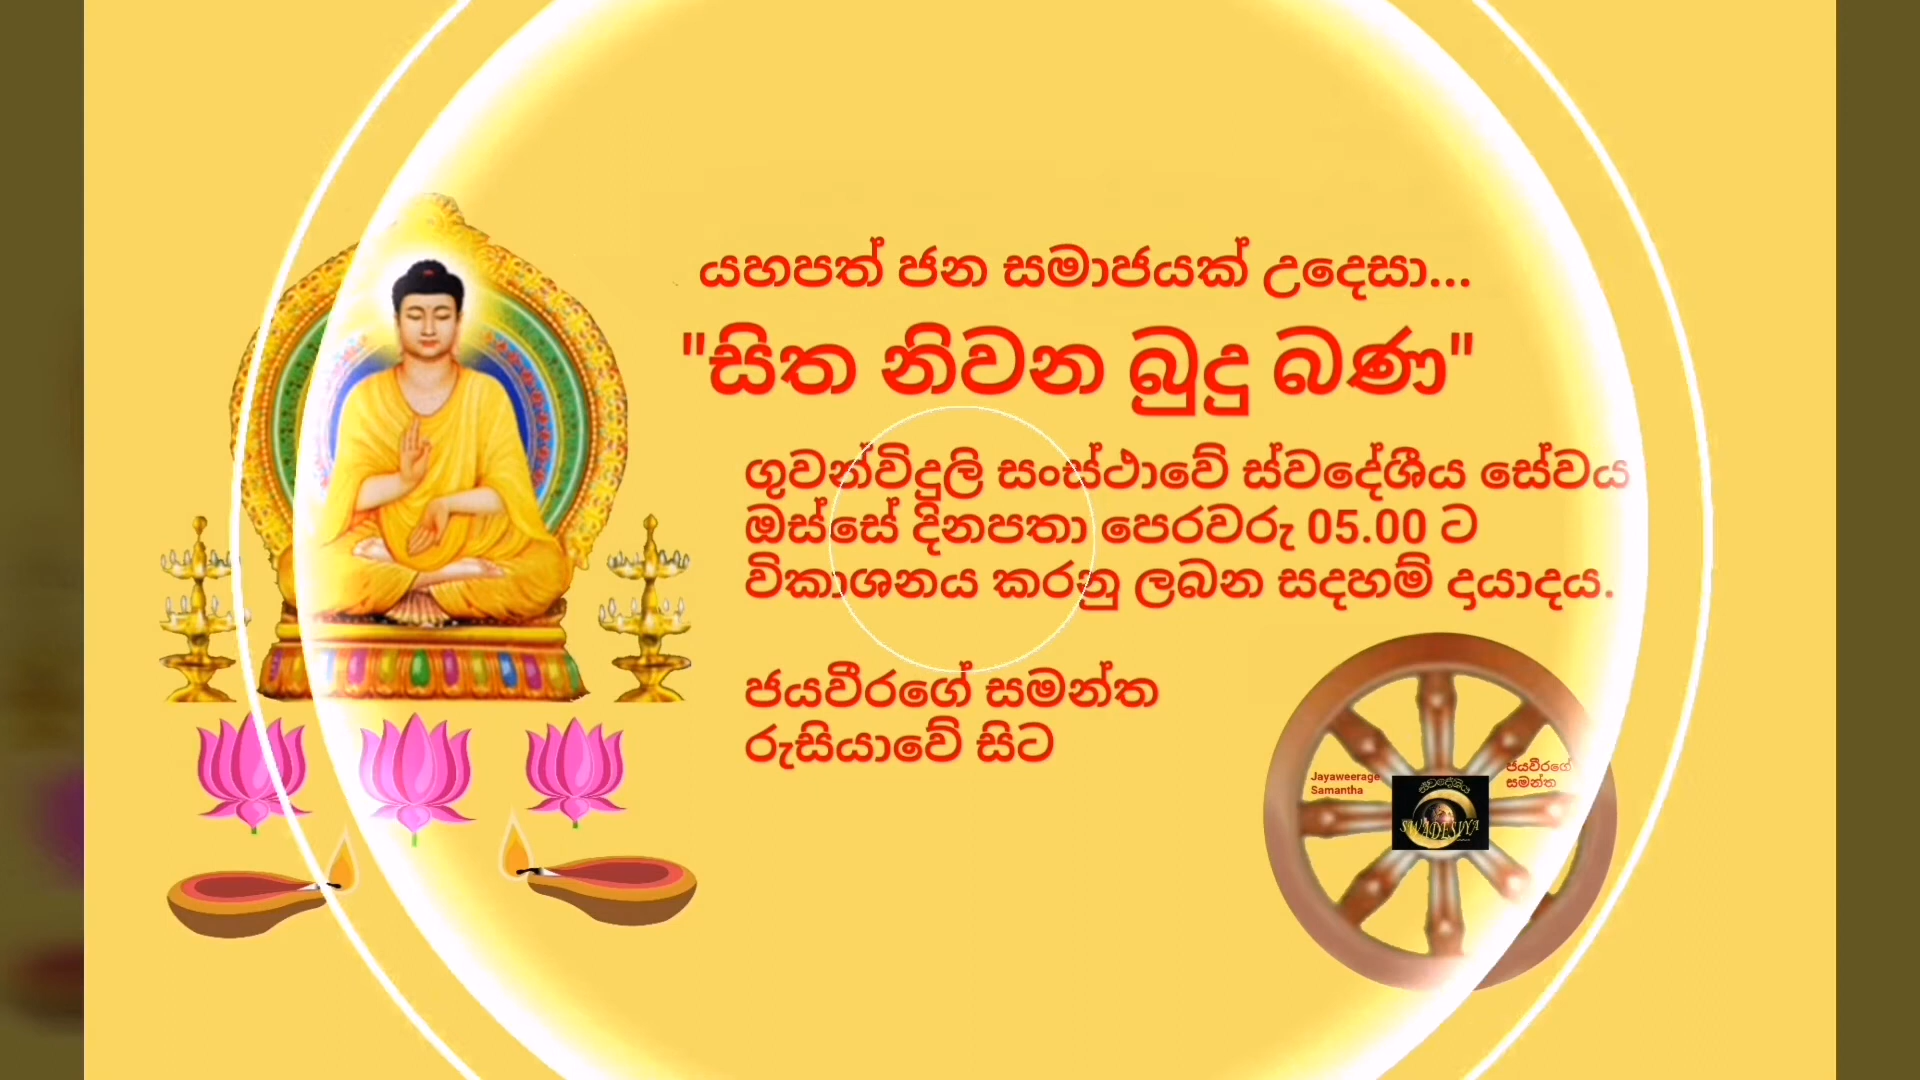 යහපත් ජන සමාජයක් උදෙසා...
"සිත නිවන බුදු බණ"
ගුවන්විදුලි සංස්ථාවේ ස්වදේශීය සේවය
ඔස්සේ දිනපතා පෙරවරු 05.00 ට
විකාශනය කරනු ලබන සදහම් දායාදය.
ජයවීරගේ සමන්ත
රුසියාවේ සිට
Jayaweerage
Samantha
ජයවීරගේ
සමන්ත
ස්වදේශීය
SWADESIYA